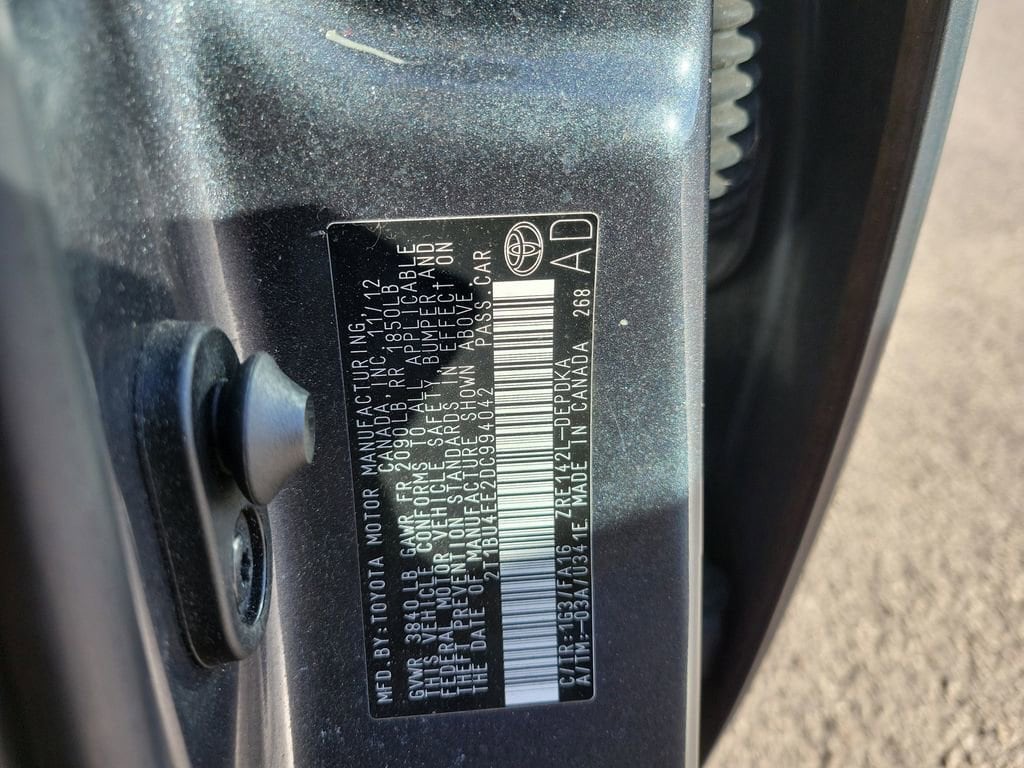 MFD.BY:TOYOTA MOTOR MANUFACTURING,
CANADA,INC. 11/12
GVWR 3840LB GAWR FR 2090LB,RR 1850LB
THIS VEHICLE CONFORMS TO ALL APPLICABLE
FEDERAL MOTOR VEHICLE SAFETY,BUMPER,AND
THEFT PREVENTION STANDARDS IN EFFECT ON
THE DATE OF MANUFACTURE SHOWN ABOVE.
2T1BU4EE2DC994042 PASS.CAR
C/TR:1G3/FA16 ZRE142L-DEPDKA
A/TM:-03A/U341E MADE IN CANADA 268 AD